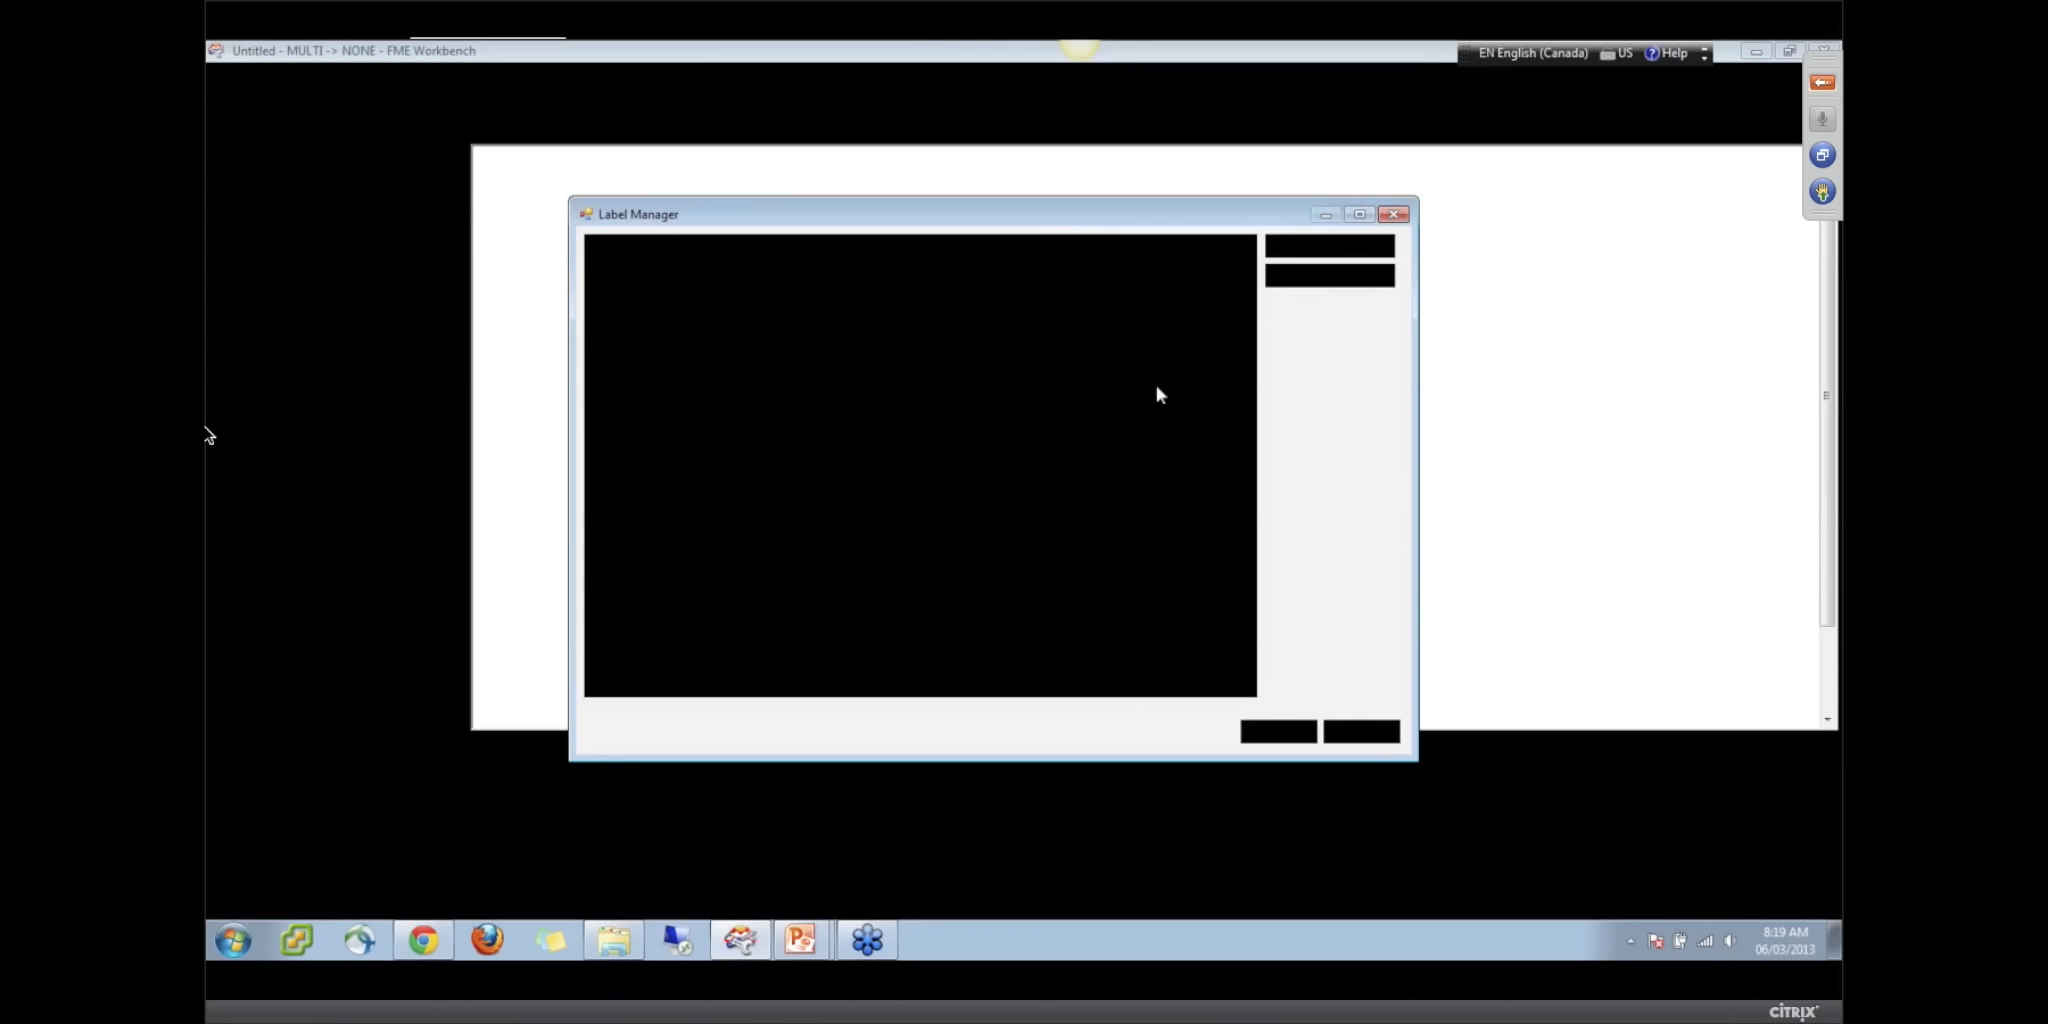 Untitled - MULTI -> NONE - FME Workbench
EN English (Canada) US Help
Label Manager
8:19 AM
06/03/2013
CITRIX